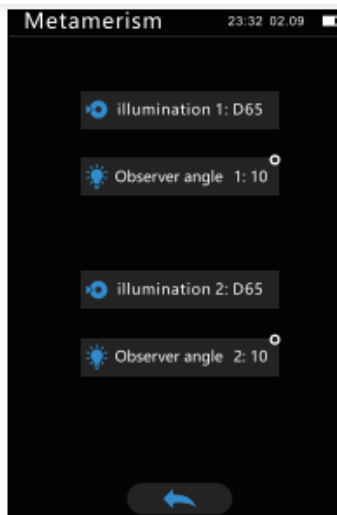 Metamerism 23:32 02.09
illumination 1: D65
Observer angle 1: 10°
illumination 2: D65
Observer angle 2: 10°